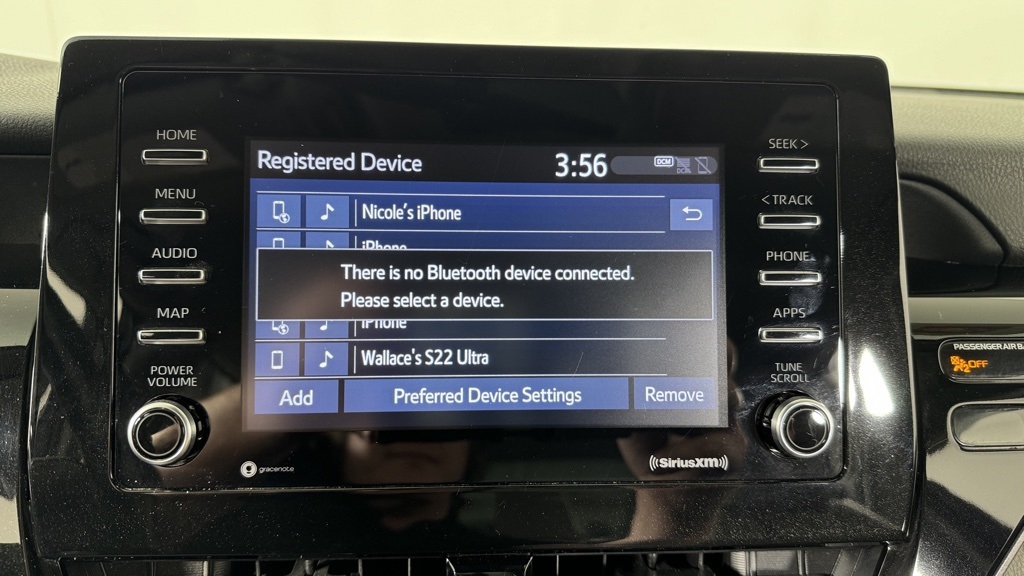 HOME
MENU
AUDIO
MAP
POWER
VOLUME
Registered Device
3:56
DCM
DCM
Nicole's iPhone
iPhone
There is no Bluetooth device connected.
Please select a device.
iPhone
Wallace's S22 Ultra
Add
Preferred Device Settings
Remove
SEEK >
< TRACK
PHONE
APPS
TUNE
SCROLL
gracenote
((SiriusXM))
PASSENGER AIR B
OFF